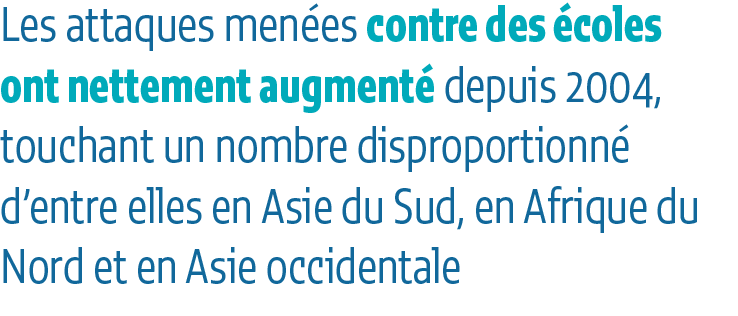 Les attaques menées contre des écoles
ont nettement augmenté depuis 2004,
touchant un nombre disproportionné
d’entre elles en Asie du Sud, en Afrique du
Nord et en Asie occidentale